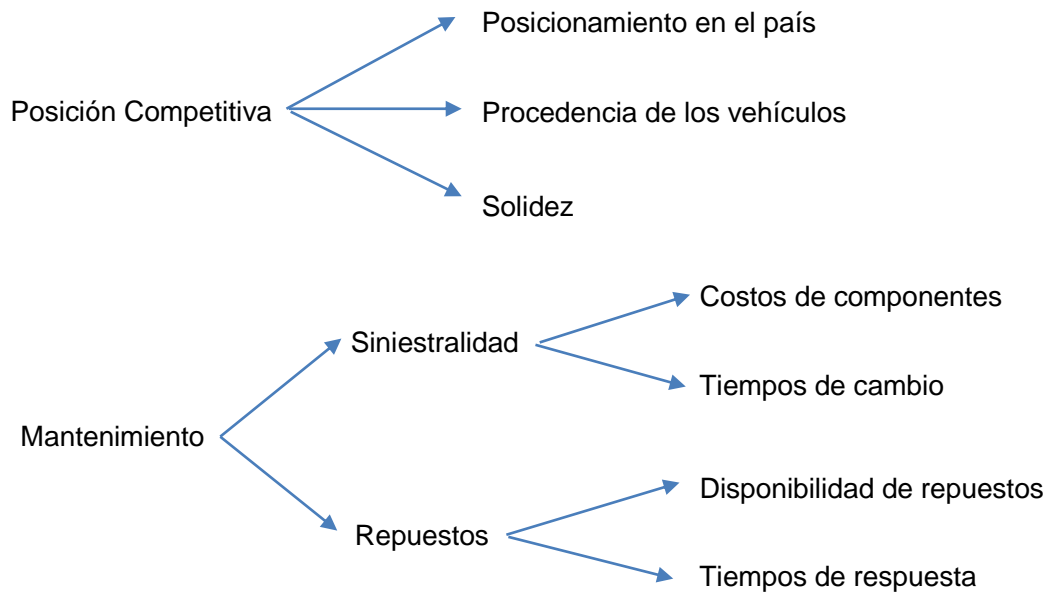 Posicionamiento en el país
Posición Competitiva
Procedencia de los vehículos
Solidez
Costos de componentes
Siniestralidad
Tiempos de cambio
Mantenimiento
Disponibilidad de repuestos
Repuestos
Tiempos de respuesta